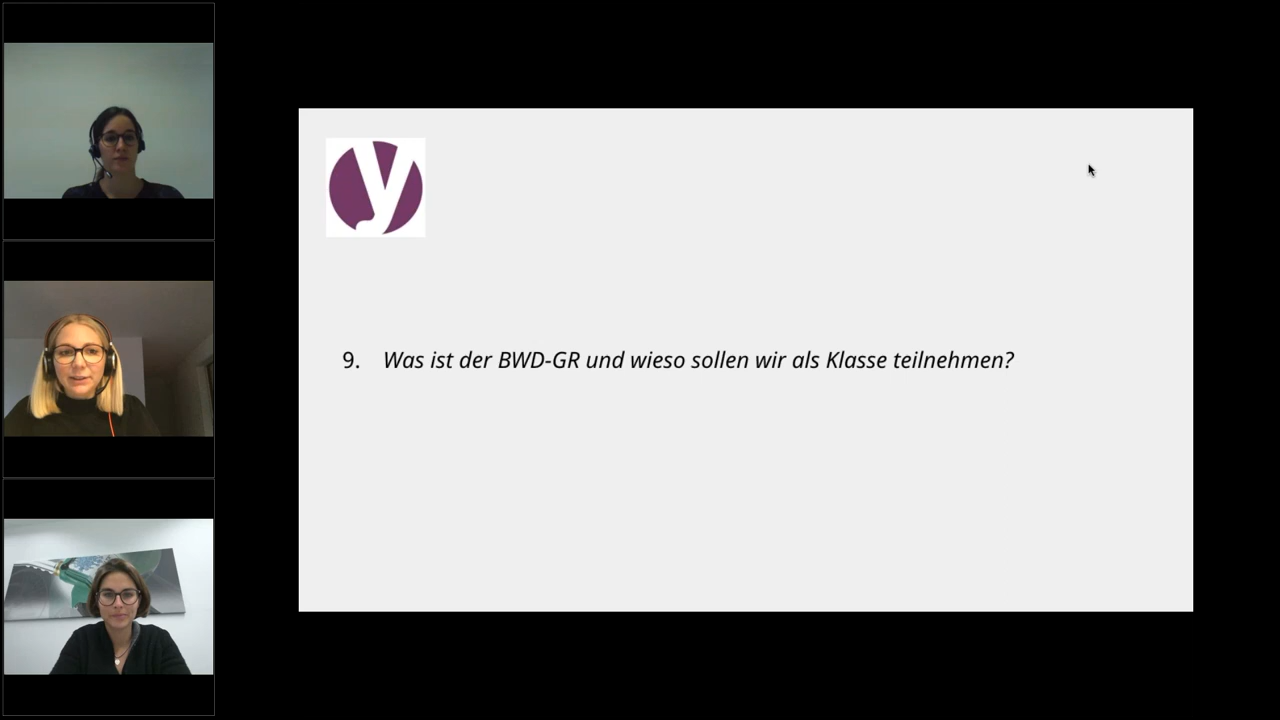 y
9. Was ist der BWD-GR und wieso sollen wir als Klasse teilnehmen?